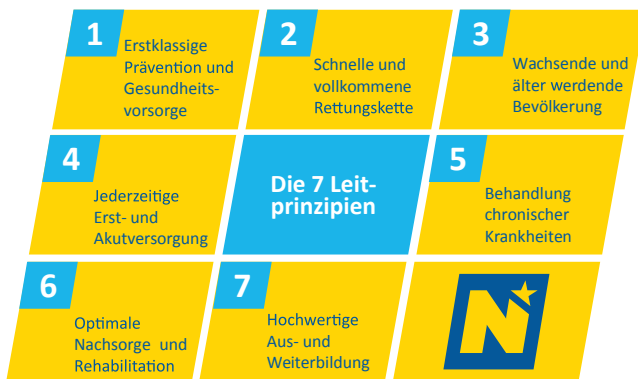 1
Erstklassige
Prävention und
Gesundheits-
vorsorge
2
Schnelle und
vollkommene
Rettungskette
3
Wachsende und
älter werdende
Bevölkerung
4
Jederzeitige
Erst- und
Akutversorgung
Die 7 Leit-
prinzipien
5
Behandlung
chronischer
Krankheiten
6
Optimale
Nachsorge und
Rehabilitation
7
Hochwertige
Aus- und
Weiterbildung
N